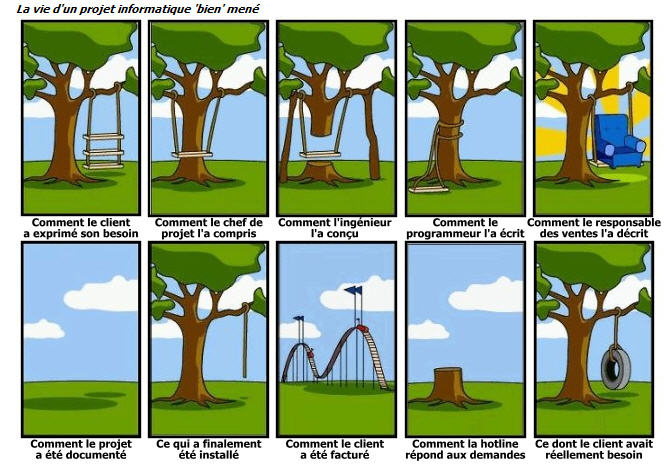 La vie d'un projet informatique 'bien' mené
Comment le client
a exprimé son besoin
Comment le chef de
projet l'a compris
Comment l'ingénieur
l'a conçu
Comment le
programmeur l'a écrit
Comment le responsable
des ventes l'a décrit
Comment le projet
a été documenté
Ce qui a finalement
été installé
Comment le client
a été facturé
Comment la hotline
répond aux demandes
Ce dont le client avait
réellement besoin